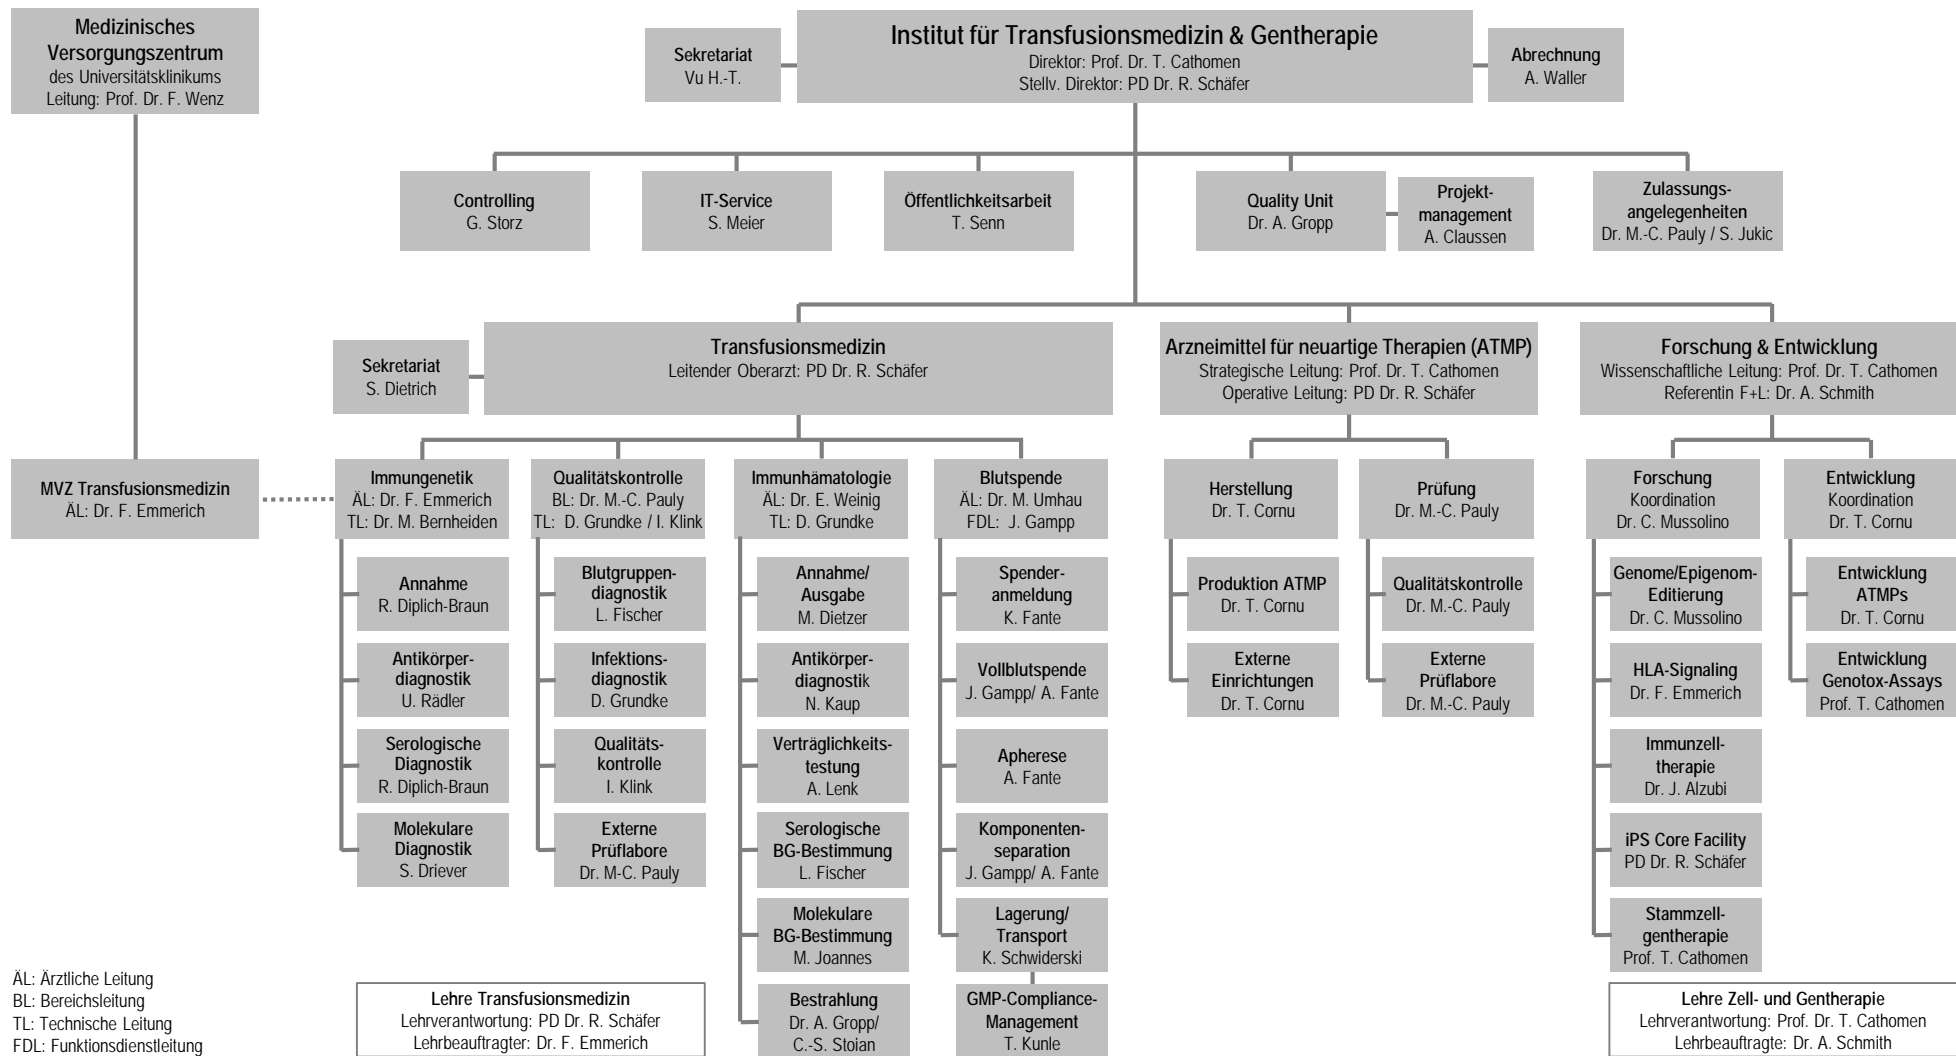 Medizinisches
Versorgungszentrum
des Universitätsklinikums
Leitung: Prof. Dr. F. Wenz
Sekretariat
Vu H.-T.
Institut für Transfusionsmedizin & Gentherapie
Direktor: Prof. Dr. T. Cathomen
Stellv. Direktor: PD Dr. R. Schäfer
Abrechnung
A. Waller
Controlling
G. Storz
IT-Service
S. Meier
Öffentlichkeitsarbeit
T. Senn
Quality Unit
Dr. A. Gropp
Projekt-
management
A. Claussen
Zulassungs-
angelegenheiten
Dr. M.-C. Pauly / S. Jukic
Sekretariat
S. Dietrich
Transfusionsmedizin
Leitender Oberarzt: PD Dr. R. Schäfer
Arzneimittel für neuartige Therapien (ATMP)
Strategische Leitung: Prof. Dr. T. Cathomen
Operative Leitung: PD Dr. R. Schäfer
Forschung & Entwicklung
Wissenschaftliche Leitung: Prof. Dr. T. Cathomen
Referentin F+L: Dr. A. Schmith
MVZ Transfusionsmedizin
ÄL: Dr. F. Emmerich
Immungenetik
ÄL: Dr. F. Emmerich
TL: Dr. M. Bernheiden
Annahme
R. Diplich-Braun
Antikörper-
diagnostik
U. Rädler
Serologische
Diagnostik
R. Diplich-Braun
Molekulare
Diagnostik
S. Driever
Qualitätskontrolle
BL: Dr. M.-C. Pauly
TL: D. Grundke / I. Klink
Blutgruppen-
diagnostik
L. Fischer
Infektions-
diagnostik
D. Grundke
Qualitäts-
kontrolle
I. Klink
Externe
Prüflabore
Dr. M-C. Pauly
Immunhämatologie
ÄL: Dr. E. Weinig
TL: D. Grundke
Annahme/
Ausgabe
M. Dietzer
Antikörper-
diagnostik
N. Kaup
Verträglichkeits-
testung
A. Lenk
Serologische
BG-Bestimmung
L. Fischer
Molekulare
BG-Bestimmung
M. Joannes
Bestrahlung
Dr. A. Gropp/
C.-S. Stoian
Blutspende
ÄL: Dr. M. Umhau
FDL: J. Gampp
Spender-
anmeldung
K. Fante
Vollblutspende
J. Gampp/ A. Fante
Apherese
A. Fante
Komponenten-
separation
J. Gampp/ A. Fante
Lagerung/
Transport
K. Schwiderski
GMP-Compliance-
Management
T. Kunle
Herstellung
Dr. T. Cornu
Produktion ATMP
Dr. T. Cornu
Externe
Einrichtungen
Dr. T. Cornu
Prüfung
Dr. M.-C. Pauly
Qualitätskontrolle
Dr. M.-C. Pauly
Externe
Prüflabore
Dr. M.-C. Pauly
Forschung
Koordination
Dr. C. Mussolino
Genome/Epigenom-
Editierung
Dr. C. Mussolino
HLA-Signaling
Dr. F. Emmerich
Immunzell-
therapie
Dr. J. Alzubi
iPS Core Facility
PD Dr. R. Schäfer
Stammzell-
gentherapie
Prof. T. Cathomen
Entwicklung
Koordination
Dr. T. Cornu
Entwicklung
ATMPs
Dr. T. Cornu
Entwicklung
Genotox-Assays
Prof. T. Cathomen
ÄL: Ärztliche Leitung
BL: Bereichsleitung
TL: Technische Leitung
FDL: Funktionsdienstleitung
Lehre Transfusionsmedizin
Lehrverantwortung: PD Dr. R. Schäfer
Lehrbeauftragter: Dr. F. Emmerich
Lehre Zell- und Gentherapie
Lehrverantwortung: Prof. Dr. T. Cathomen
Lehrbeauftragte: Dr. A. Schmith